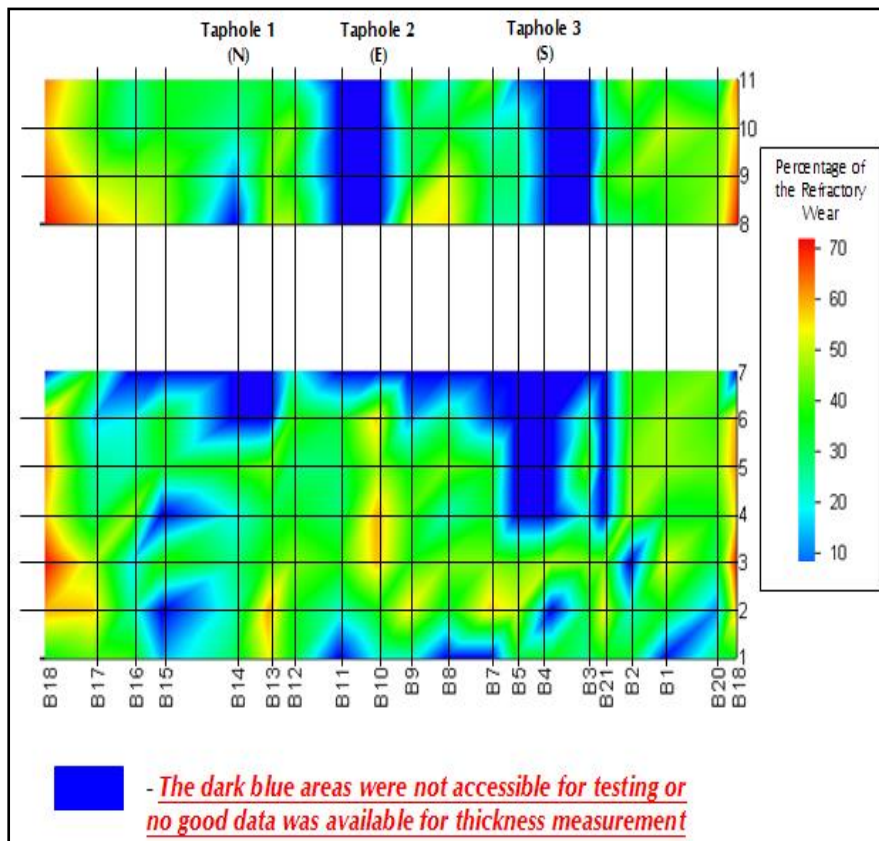 Taphole 1
(N)
Taphole 2
(E)
Taphole 3
(S)
11
10
9
8
7
6
5
4
3
2
1
Percentage of
the Refractory
Wear
70
60
50
40
30
20
10
B18 B17 B16 B15 B14 B13 B12 B11 B10 B9 B8 B7 B5 B4 B3 B21 B2 B1 B20 B18
- The dark blue areas were not accessible for testing or
no good data was available for thickness measurement